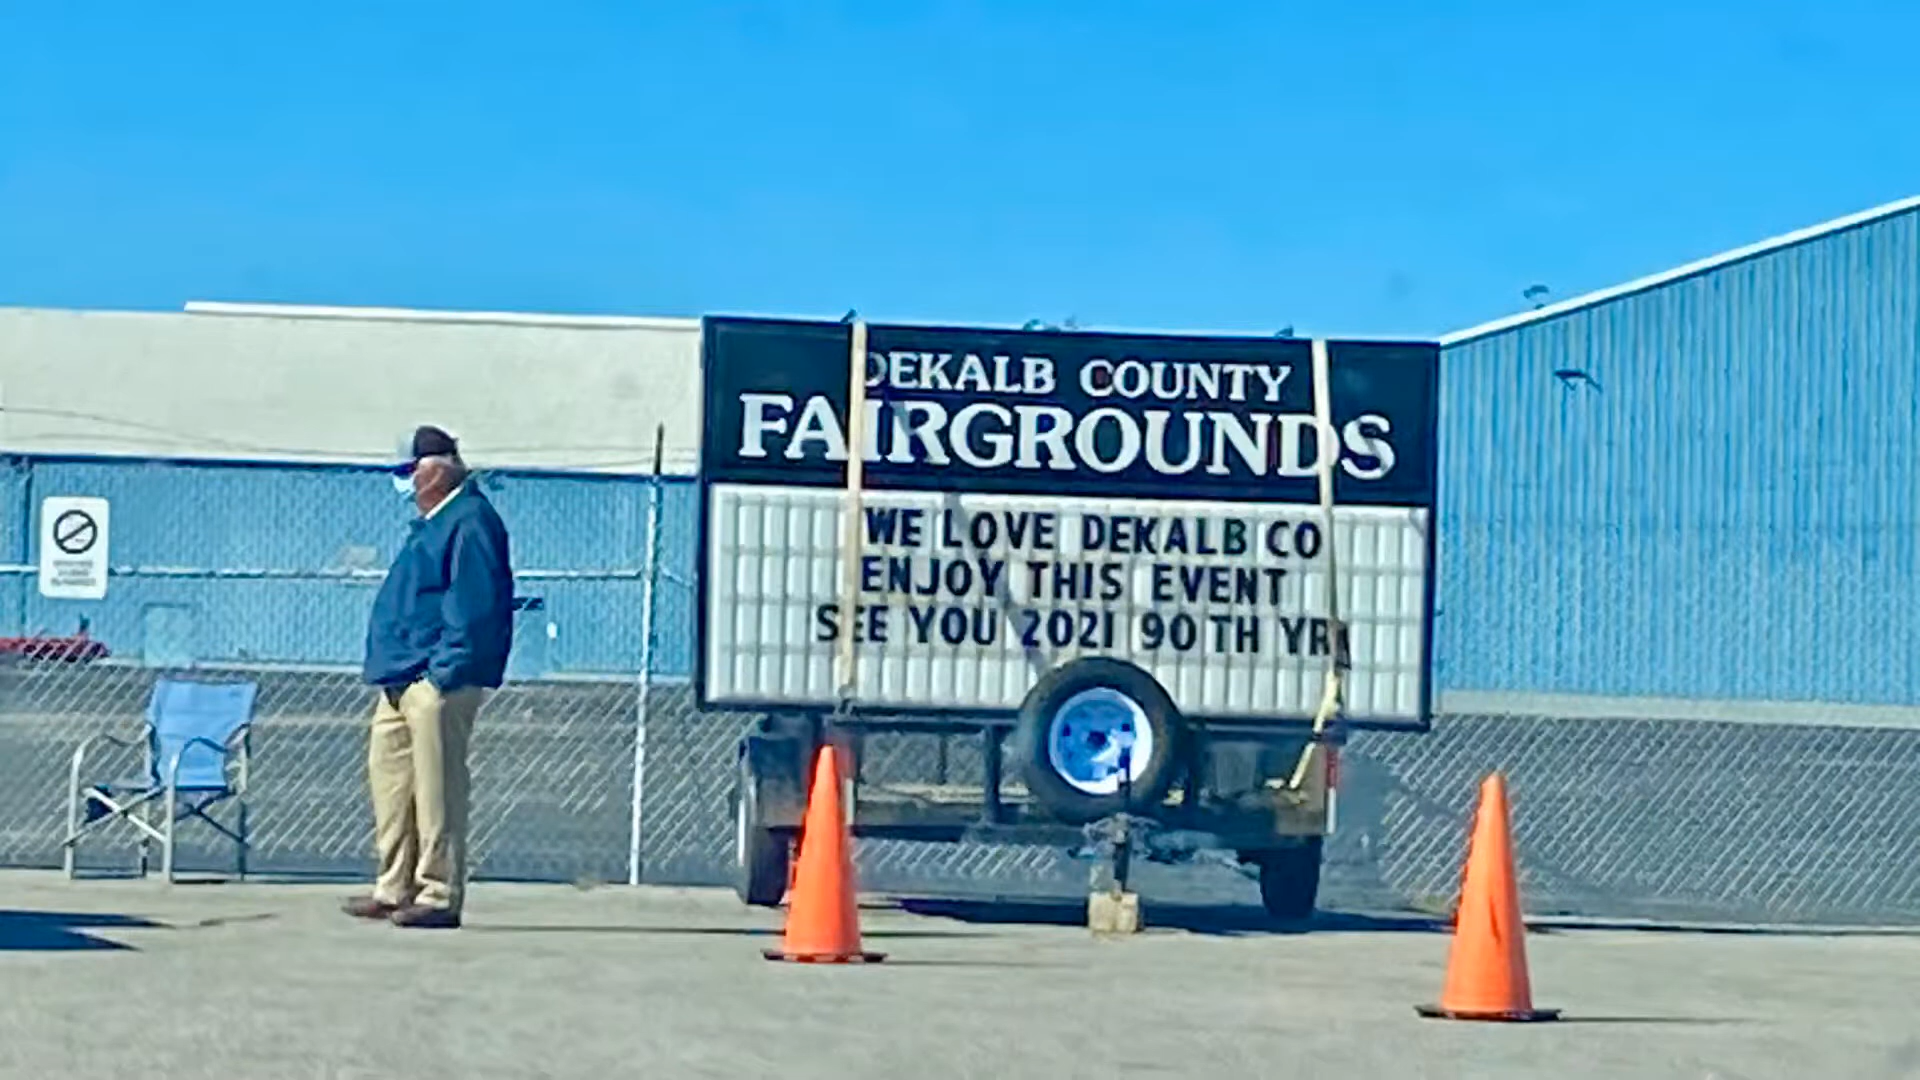 DEKALB COUNTY
FAIRGROUNDS
WE LOVE DEKALB CO
ENJOY THIS EVENT
SEE YOU 2021 90TH YR